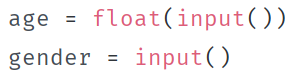 age = float(input())
gender = input()